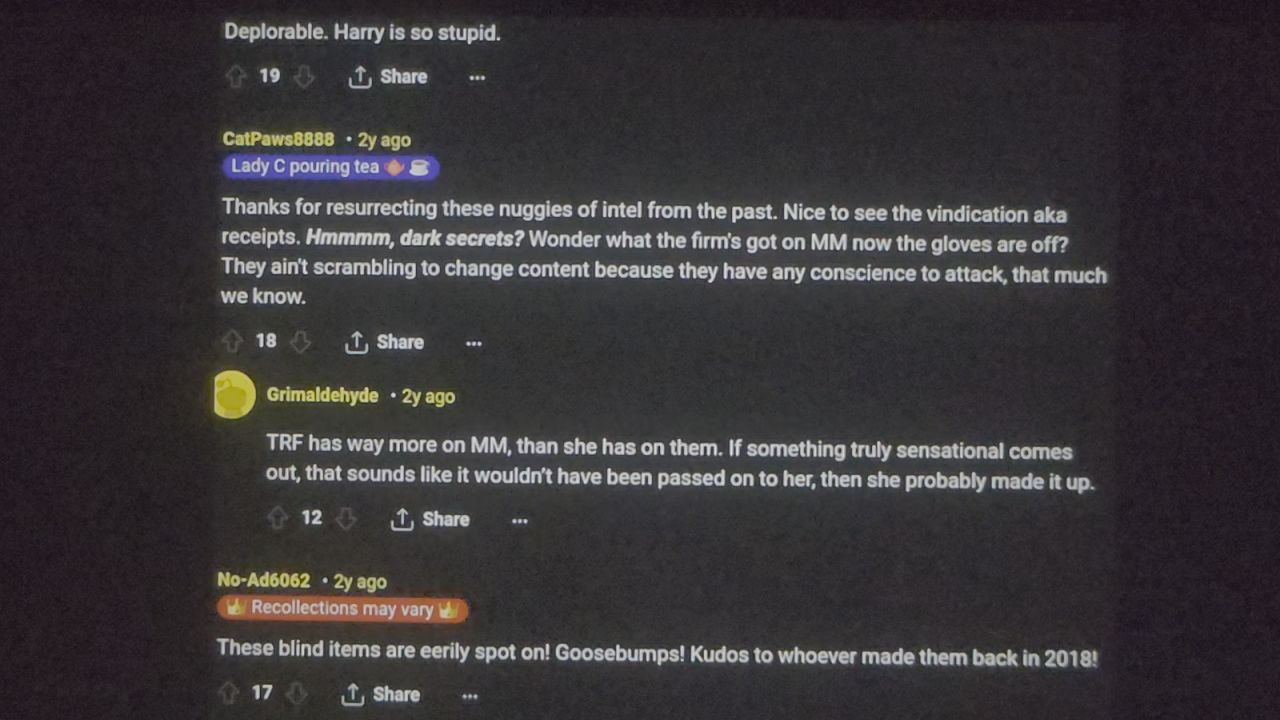 Deplorable. Harry is so stupid.
19 Share ...
CatPaws8888 • 2y ago
Lady C pouring tea
Thanks for resurrecting these nuggies of intel from the past. Nice to see the vindication aka
receipts. Hmmmm, dark secrets? Wonder what the firm's got on MM now the gloves are off?
They ain't scrambling to change content because they have any conscience to attack, that much
we know.
18 Share ...
Grimaldehyde • 2y ago
TRF has way more on MM, than she has on them. If something truly sensational comes
out, that sounds like it wouldn't have been passed on to her, then she probably made it up.
12 Share ...
No-Ad6062 • 2y ago
Recollections may vary
These blind items are eerily spot on! Goosebumps! Kudos to whoever made them back in 2018!
17 Share ...